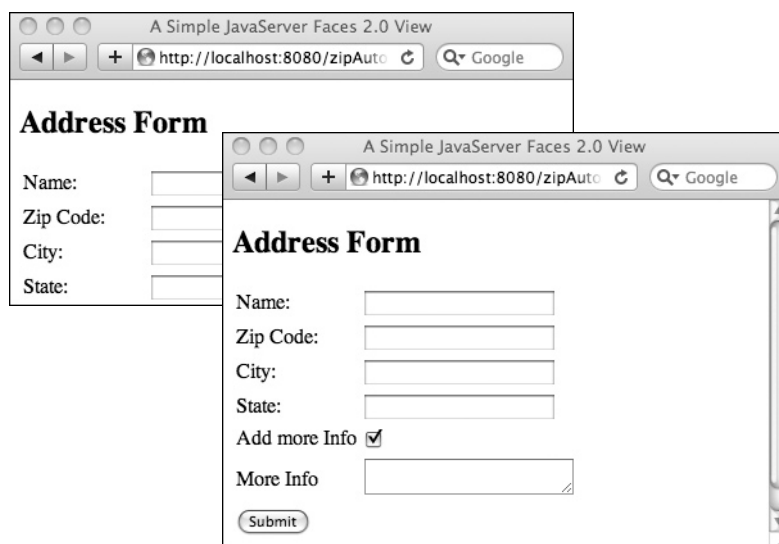 A Simple JavaServer Faces 2.0 View
http://localhost:8080/zipAuto
Google
Address Form
Name:
Zip Code:
City:
State:
A Simple JavaServer Faces 2.0 View
http://localhost:8080/zipAuto
Google
Address Form
Name:
Zip Code:
City:
State:
Add more Info
More Info
Submit